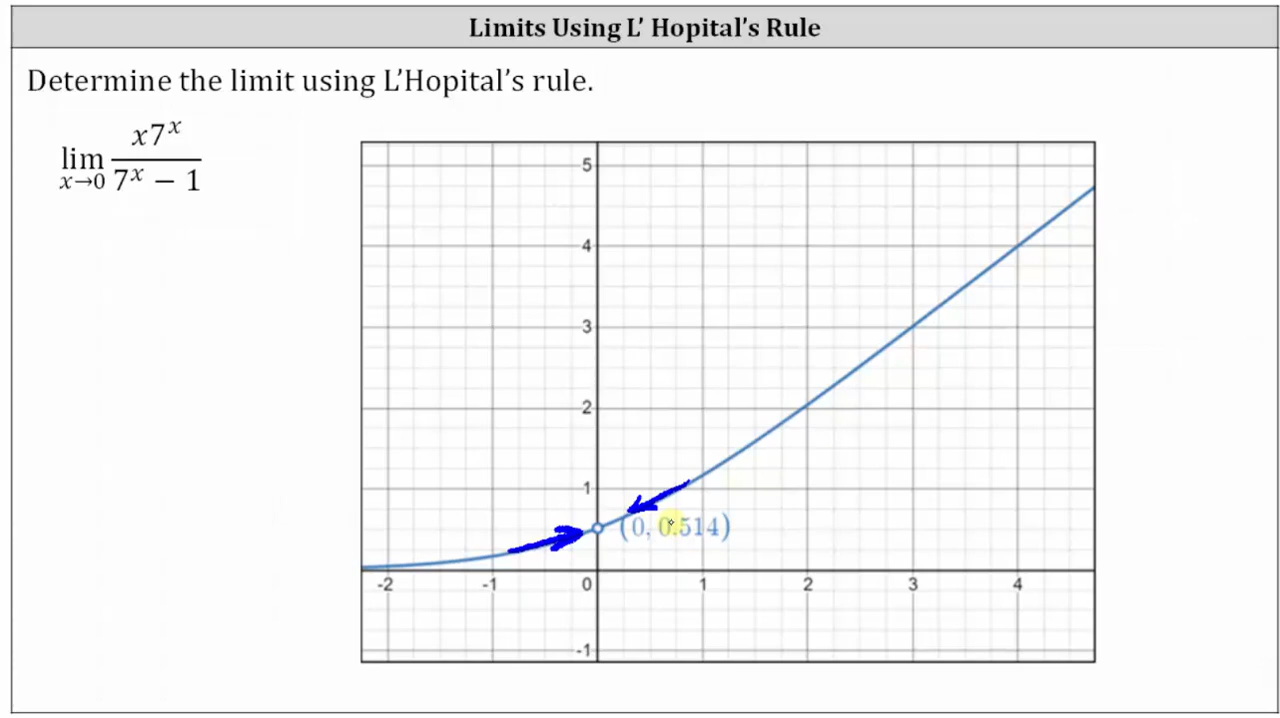 Limits Using L’ Hopital’s Rule
Determine the limit using L’Hopital’s rule.
lim x→0 x7^x / 7^x − 1
5
4
3
2
1
(0, 0.514)
-2 -1 0 1 2 3 4
-1